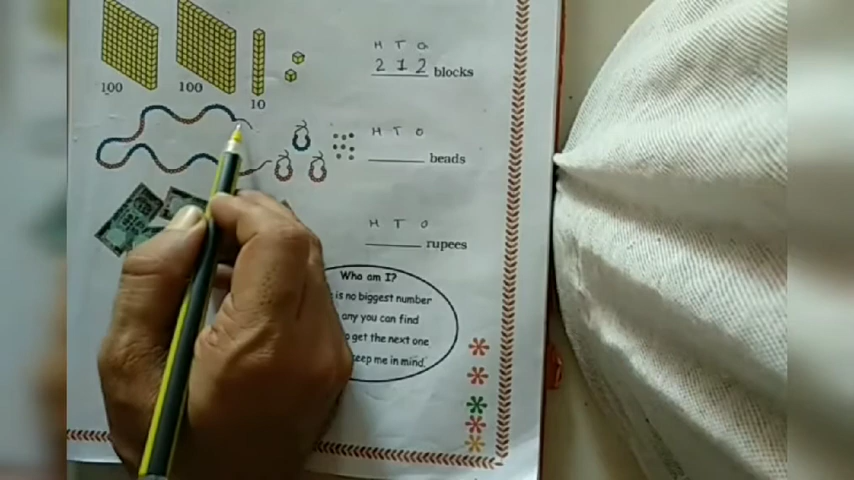 H T O
2 1 2 blocks
100 100 10
H T O
beads
H T O
rupees
Who am I?
is no biggest number
any you can find
to get the next one
keep me in mind.